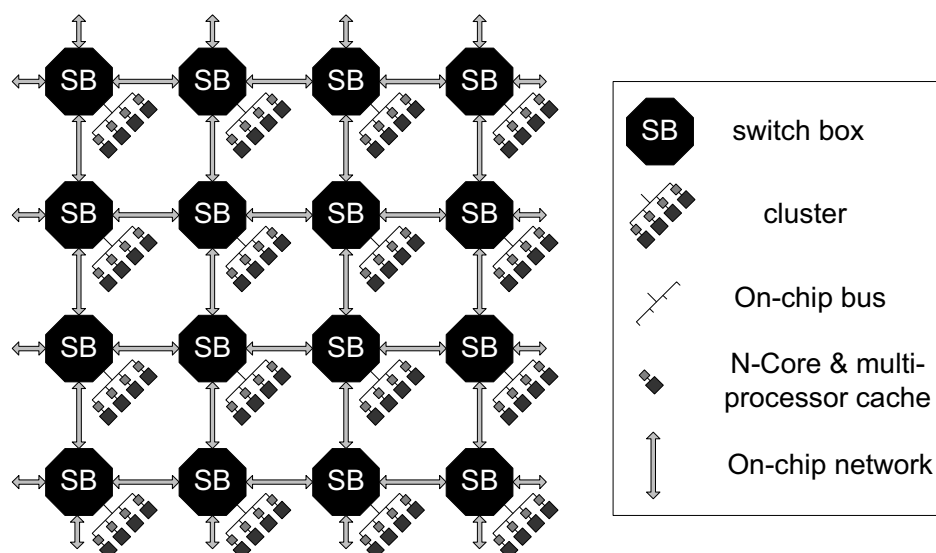 SB SB SB SB
SB SB SB SB
SB SB SB SB
SB SB SB SB
SB switch box
cluster
On-chip bus
N-Core & multi-
processor cache
On-chip network